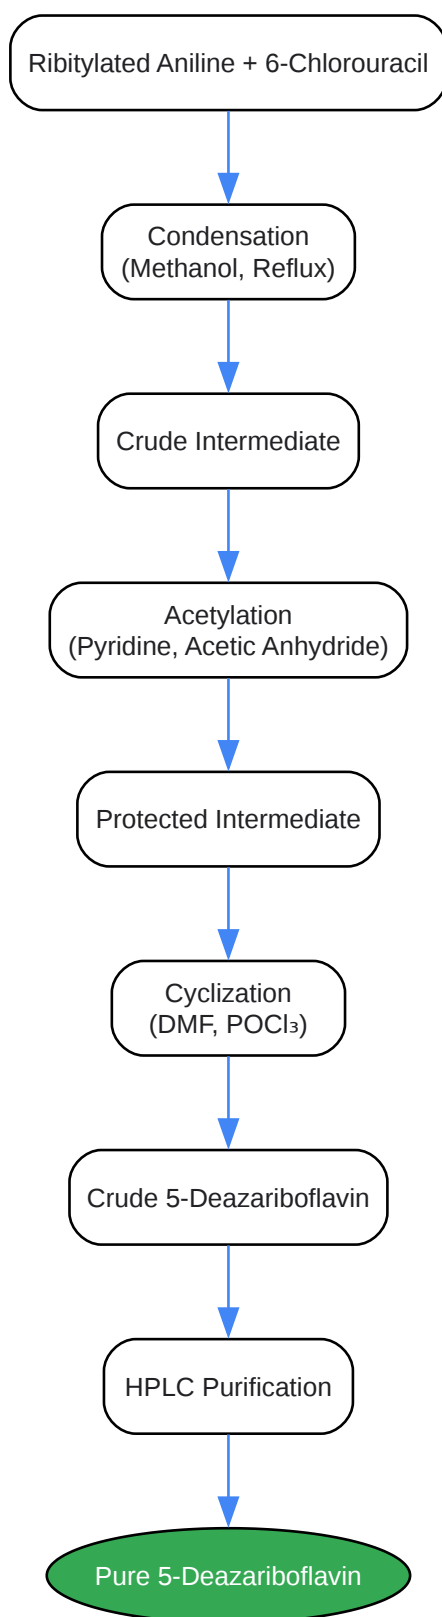 Ribitylated Aniline + 6-Chlorouracil
Condensation
(Methanol, Reflux)
Crude Intermediate
Acetylation
(Pyridine, Acetic Anhydride)
Protected Intermediate
Cyclization
(DMF, POCl₃)
Crude 5-Deazariboflavin
HPLC Purification
Pure 5-Deazariboflavin